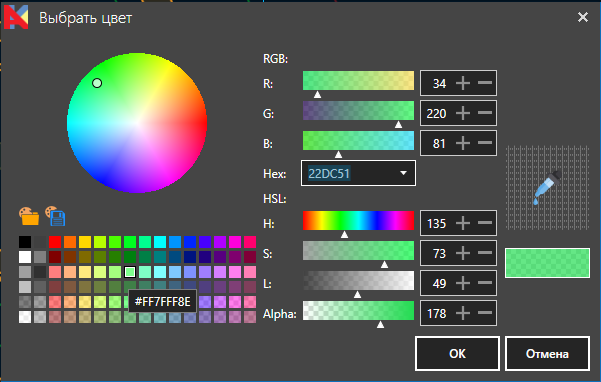 Выбрать цвет
RGB:
R: 34
G: 220
B: 81
Hex: 22DC51
HSL:
H: 135
S: 73
L: 49
#FF7FFF8E
Alpha: 178
OK Отмена